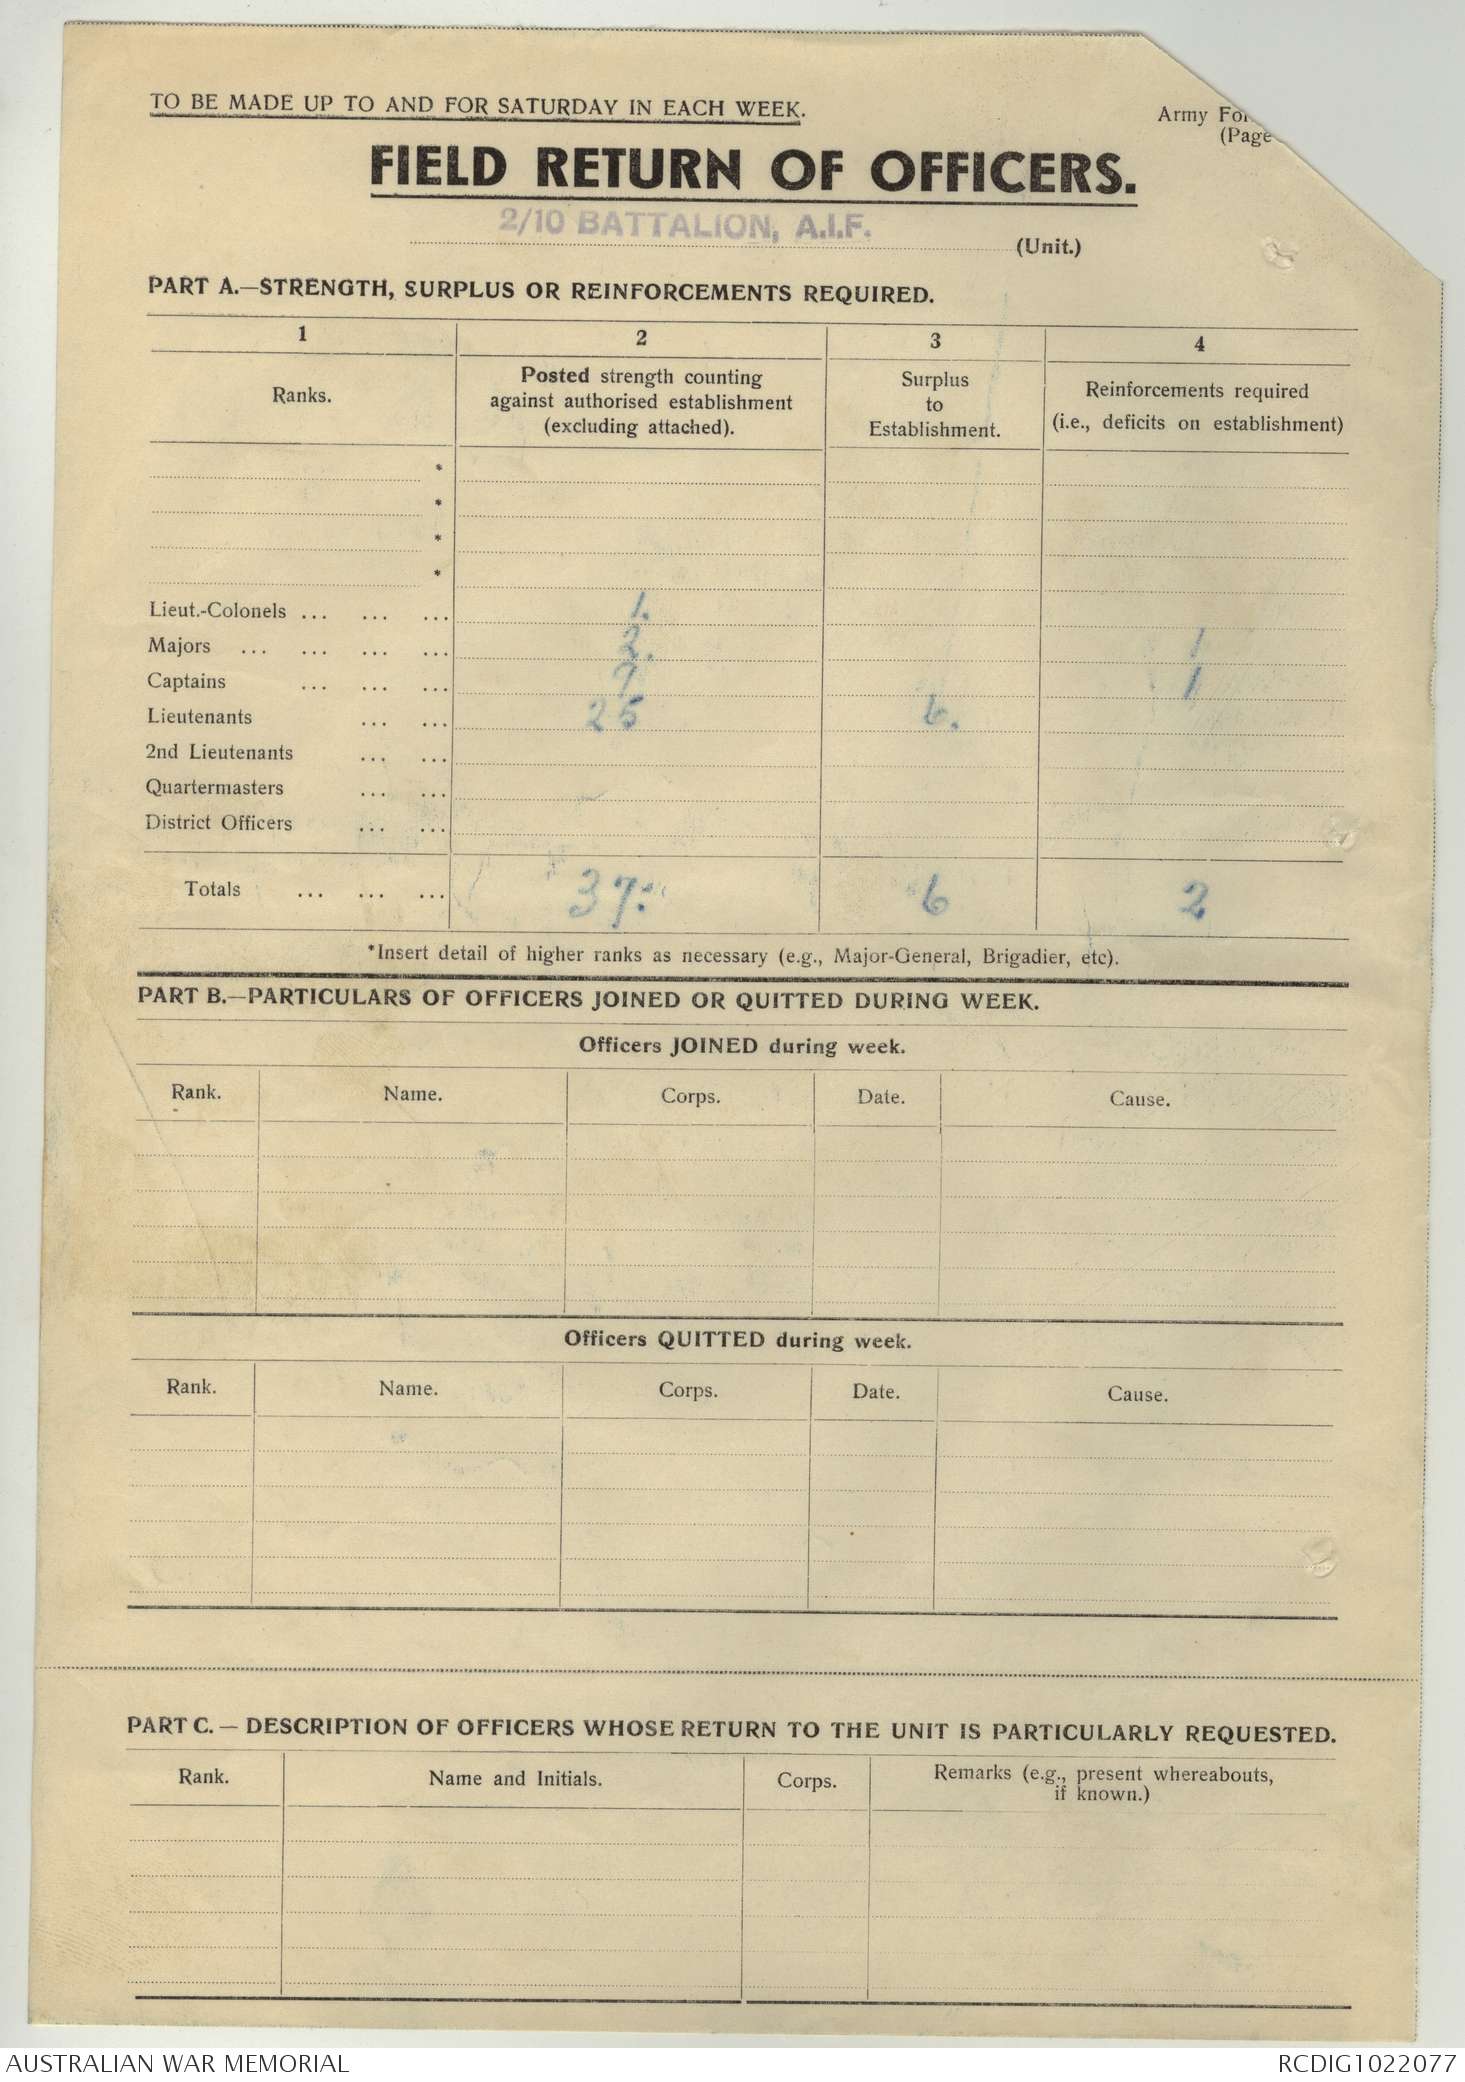 TO BE MADE UP TO AND FOR SATURDAY IN EACH WEEK.
Army For
(Page
FIELD RETURN OF OFFICERS.
2/10 BATTALION, A.I.F.
(Unit.)
PART A.—STRENGTH, SURPLUS OR REINFORCEMENTS REQUIRED.
1 2 3 4
Ranks.
Posted strength counting
against authorised establishment
(excluding attached).
Surplus
to
Establishment.
Reinforcements required
(i.e., deficits on establishment)
*
*
*
*
Lieut.-Colonels ... ... ... 1.
Majors ... ... ... ... 2. 1
Captains ... ... ... 9 1
Lieutenants ... ... 25 6.
2nd Lieutenants ... ...
Quartermasters ... ...
District Officers ... ...
Totals ... ... ... 37. 6 2
*Insert detail of higher ranks as necessary (e.g., Major-General, Brigadier, etc).
PART B.—PARTICULARS OF OFFICERS JOINED OR QUITTED DURING WEEK.
Officers JOINED during week.
Rank. Name. Corps. Date. Cause.
Officers QUITTED during week.
Rank. Name. Corps. Date. Cause.
PART C. — DESCRIPTION OF OFFICERS WHOSE RETURN TO THE UNIT IS PARTICULARLY REQUESTED.
Rank. Name and Initials. Corps. Remarks (e.g., present whereabouts,
if known.)
AUSTRALIAN WAR MEMORIAL RCDIG1022077